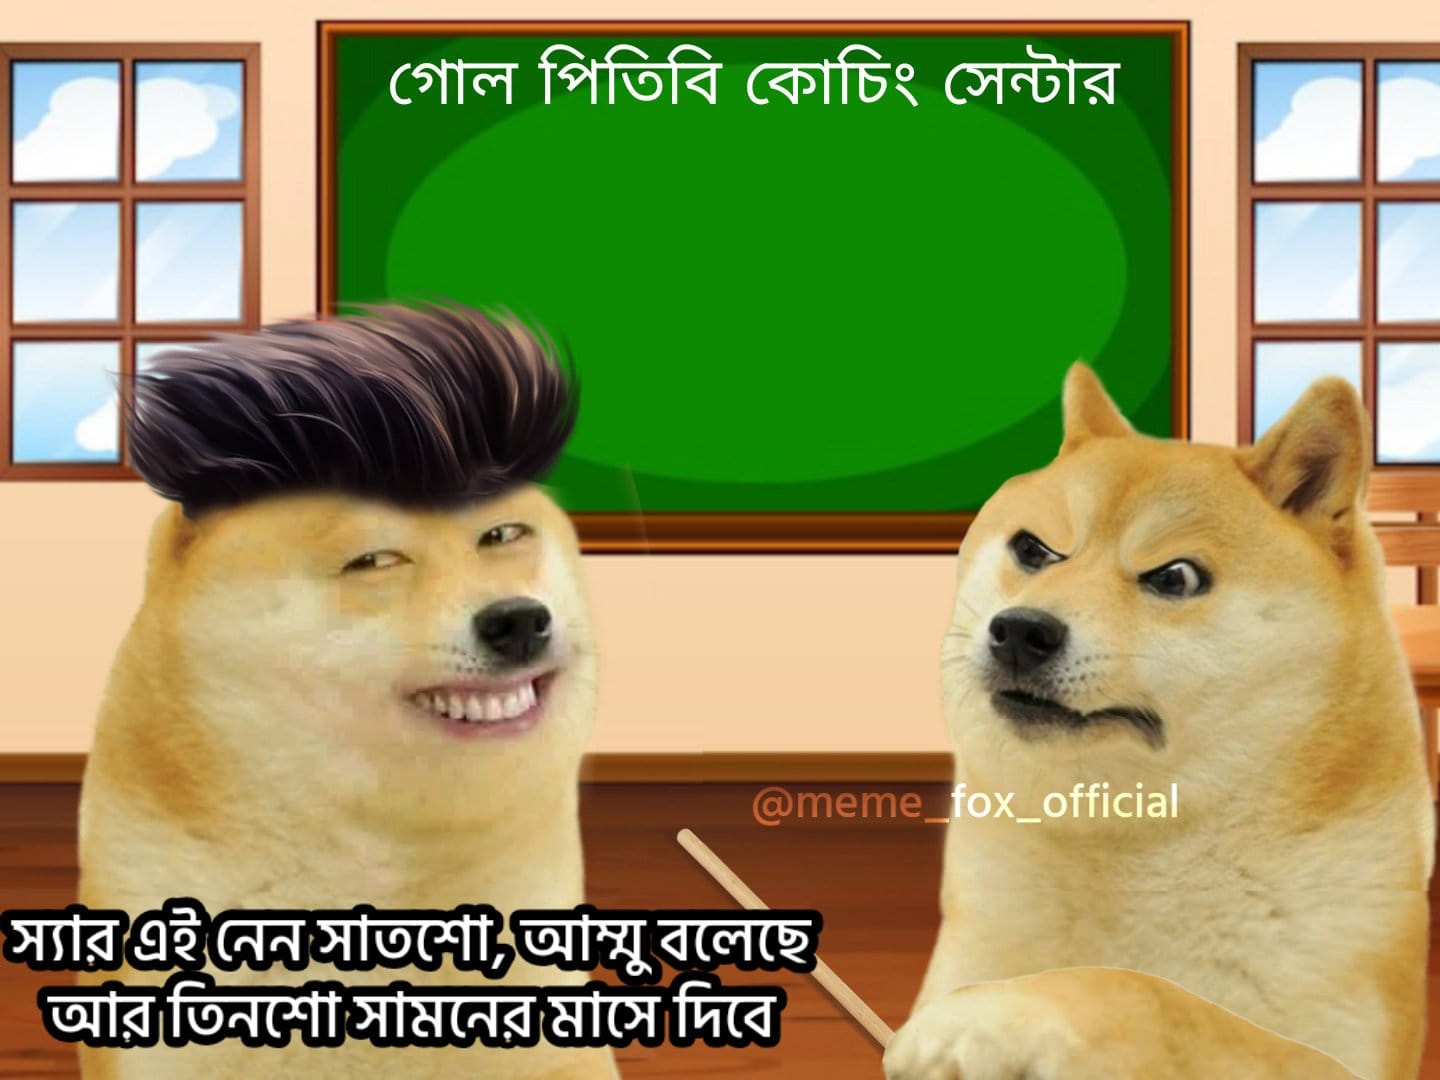 গোল পিতিবি কোচিং সেন্টার
@meme_fox_official
স্যার এই নেন সাতশো, আম্মু বলেছে
আর তিনশো সামনের মাসে দিবে